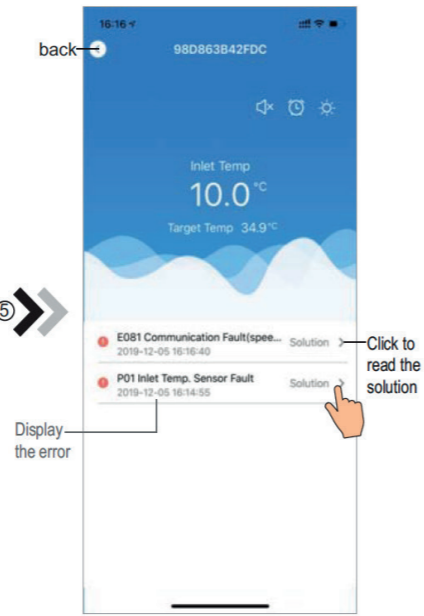 16:16
back
98D863B42FDC
Inlet Temp
10.0°C
Target Temp 34.9°C
⑤
E081 Communication Fault(spee... Solution >
2019-12-05 16:16:40
Click to
read the
solution
P01 Inlet Temp. Sensor Fault Solution >
2019-12-05 16:14:55
Display
the error